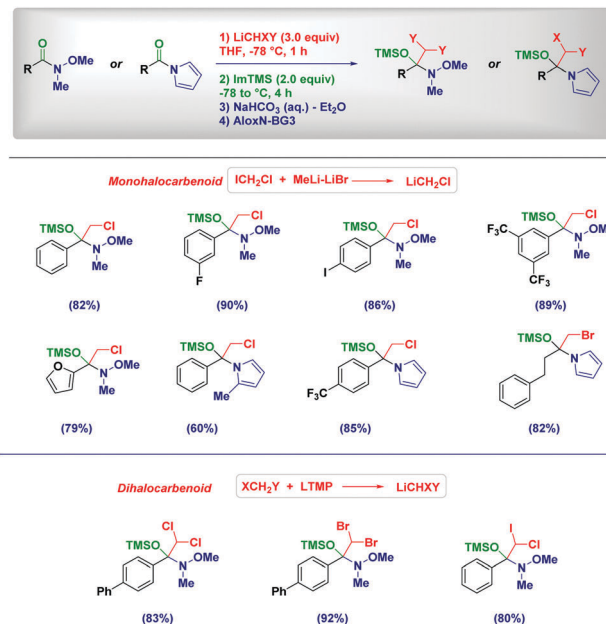 O
R
N
OMe
Me
or
O
R
N
1) LiCHXY (3.0 equiv)
THF, -78 °C, 1 h
2) ImTMS (2.0 equiv)
-78 to °C, 4 h
3) NaHCO3 (aq.) - Et2O
4) AloxN-BG3
Y
TMSO
Y
R
N
OMe
Me
or
X
TMSO
Y
R
N
Monohalocarbenoid
ICH2Cl + MeLi-LiBr
LiCH2Cl
TMSO
Cl
N
OMe
Me
(82%)
TMSO
Cl
N
OMe
Me
F
(90%)
TMSO
Cl
N
OMe
Me
I
(86%)
CF3
TMSO
Cl
N
OM
Me
CF3
(89%)
TMSO
Cl
O
N
OMe
Me
(79%)
TMSO
Cl
N
Me
(60%)
TMSO
Cl
N
F3C
(85%)
TMSO
Br
N
(82%)
Dihalocarbenoid
XCH2Y + LTMP
LiCHXY
Cl
TMSO
Cl
N
OMe
Me
Ph
(83%)
Br
TMSO
Br
N
OMe
Me
Ph
(92%)
I
TMSO
Cl
N
OMe
Me
(80%)